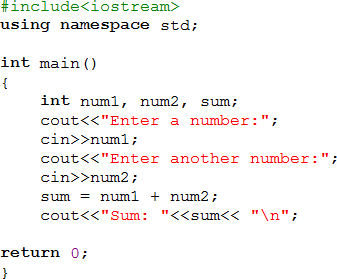 #include<iostream>
using namespace std;
int main()
{
int num1, num2, sum;
cout<<"Enter a number:";
cin>>num1;
cout<<"Enter another number:";
cin>>num2;
sum = num1 + num2;
cout<<"Sum: "<<sum<< "\n";
return 0;
}